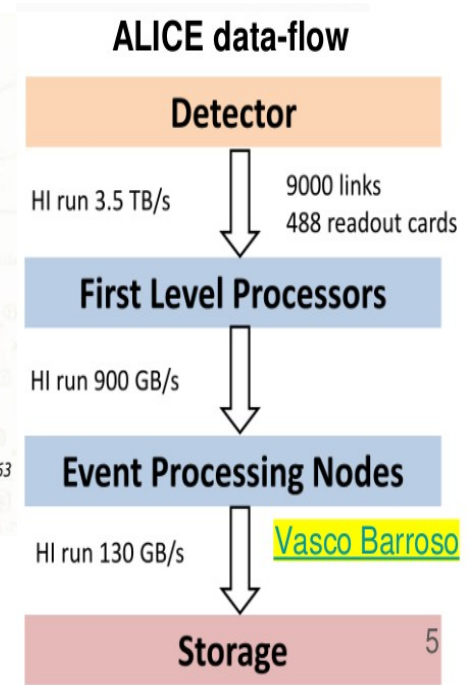 ALICE data-flow
Detector
HI run 3.5 TB/s
9000 links
488 readout cards
First Level Processors
HI run 900 GB/s
53
Event Processing Nodes
HI run 130 GB/s
Vasco Barroso
Storage
5